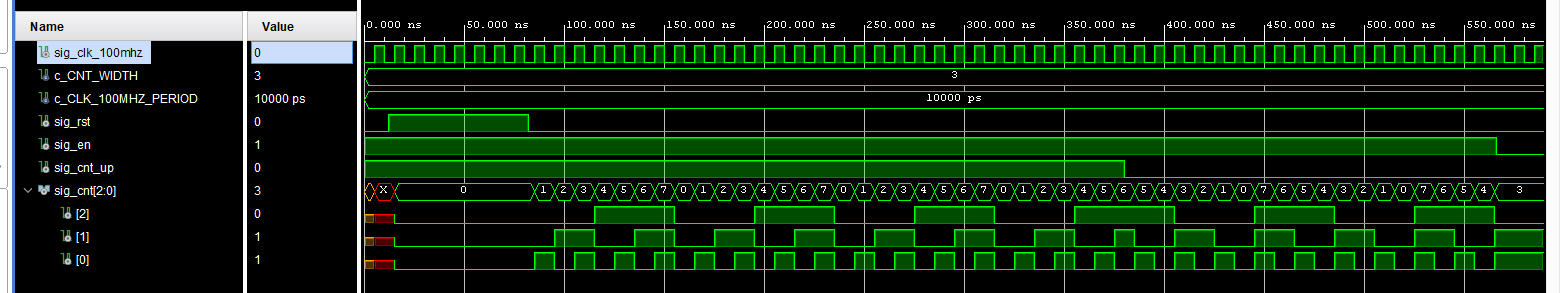 Name Value 0.000 ns 50.000 ns 100.000 ns 150.000 ns 200.000 ns 250.000 ns 300.000 ns 350.000 ns 400.000 ns 450.000 ns 500.000 ns 550.000 ns
sig_clk_100mhz 0
c_CNT_WIDTH 3 3
c_CLK_100MHZ_PERIOD 10000 ps 10000 ps
sig_rst 0
sig_en 1
sig_cnt_up 0
sig_cnt[2:0] 3 X 0 1 2 3 4 5 6 7 0 1 2 3 4 5 6 7 0 1 2 3 4 5 6 7 0 1 2 3 4 5 6 5 4 3 2 1 0 7 6 5 4 3 2 1 0 7 6 5 4 3
[2] 0
[1] 1
[0] 1